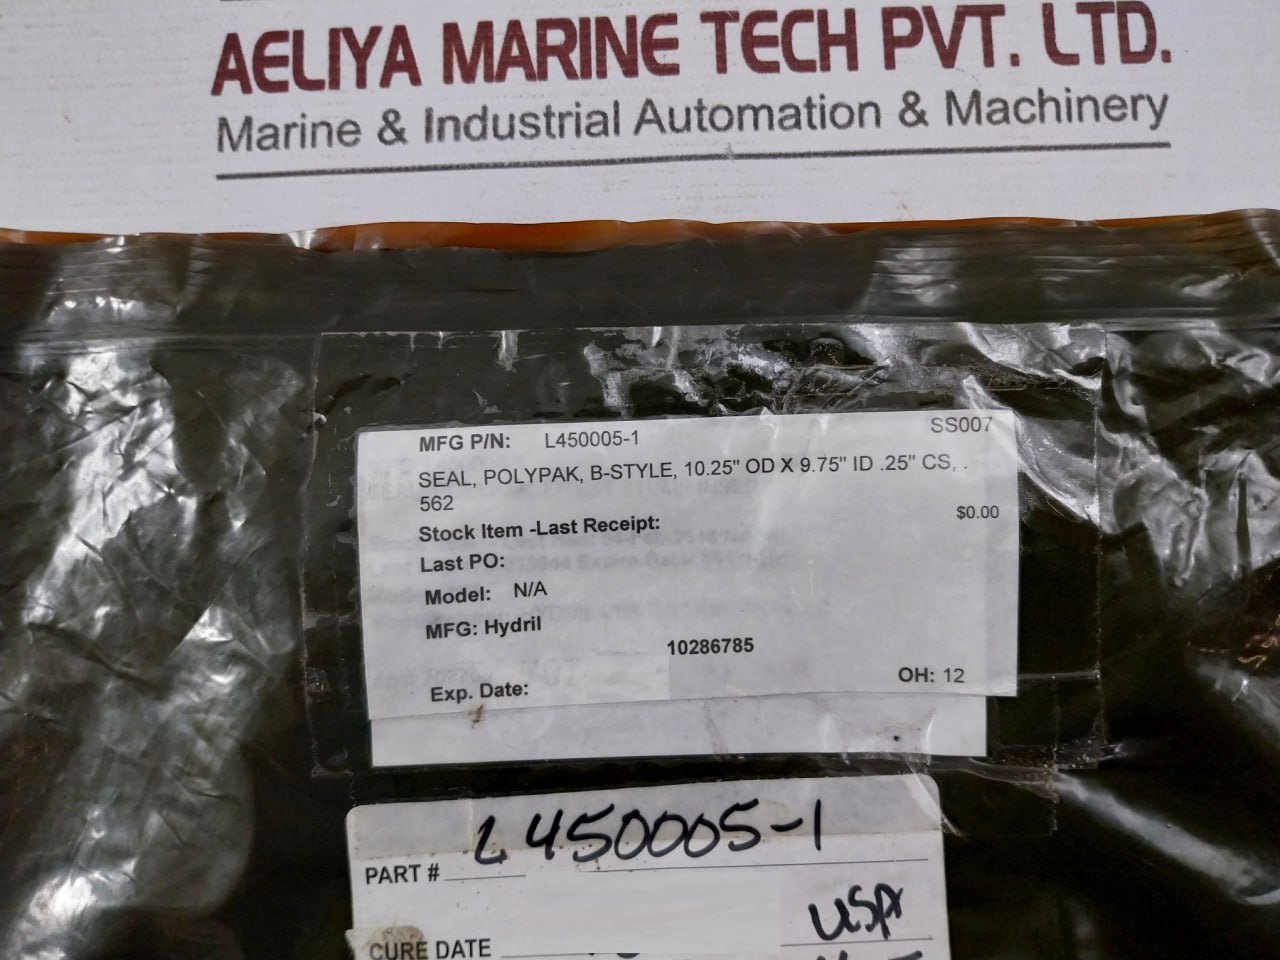 AELIYA MARINE TECH PVT. LTD.
Marine & Industrial Automation & Machinery
MFG P/N: L450005-1 SS007
SEAL, POLYPAK, B-STYLE, 10.25" OD X 9.75" ID .25" CS, .
562
Stock Item -Last Receipt: $0.00
Last PO:
Model: N/A
MFG: Hydril
10286785
Exp. Date: OH: 12
L450005-1
PART #
USA
CURE DATE